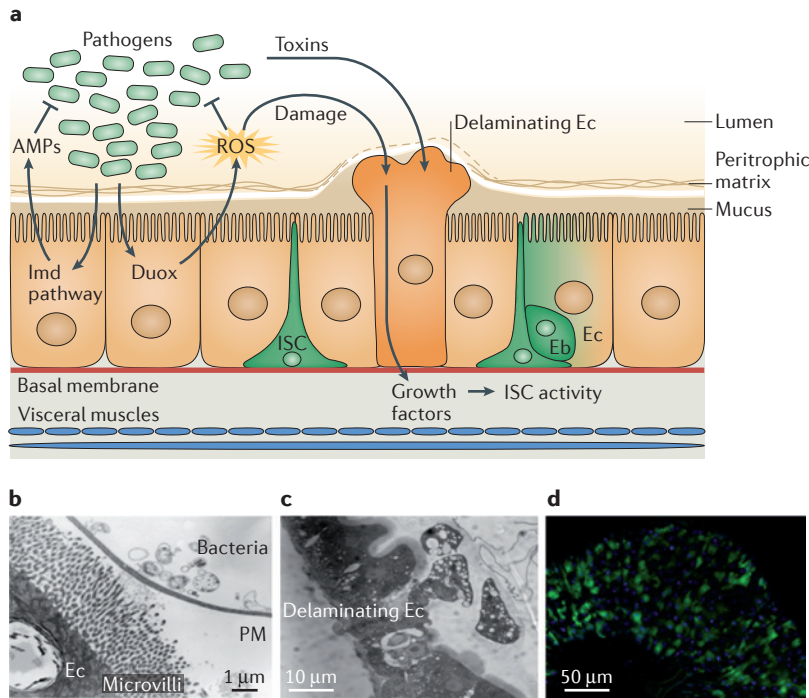 a
Pathogens
Toxins
Damage
Delaminating Ec
Lumen
AMPs
ROS
Peritrophic
matrix
Mucus
Imd
pathway
Duox
ISC
Eb
Ec
Basal membrane
Growth
factors
ISC activity
Visceral muscles
b
Bacteria
PM
Ec
Microvilli
1 μm
c
Delaminating Ec
10 μm
d
50 μm